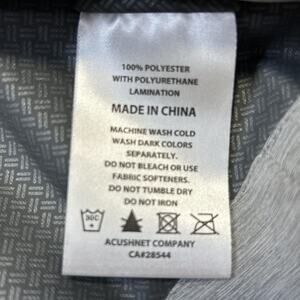 100% POLYESTER
WITH POLYURETHANE
LAMINATION
MADE IN CHINA
MACHINE WASH COLD
WASH DARK COLORS
SEPARATELY.
DO NOT BLEACH OR USE
FABRIC SOFTENERS.
DO NOT TUMBLE DRY
DO NOT IRON
30C
ACUSHNET COMPANY
CA#28544